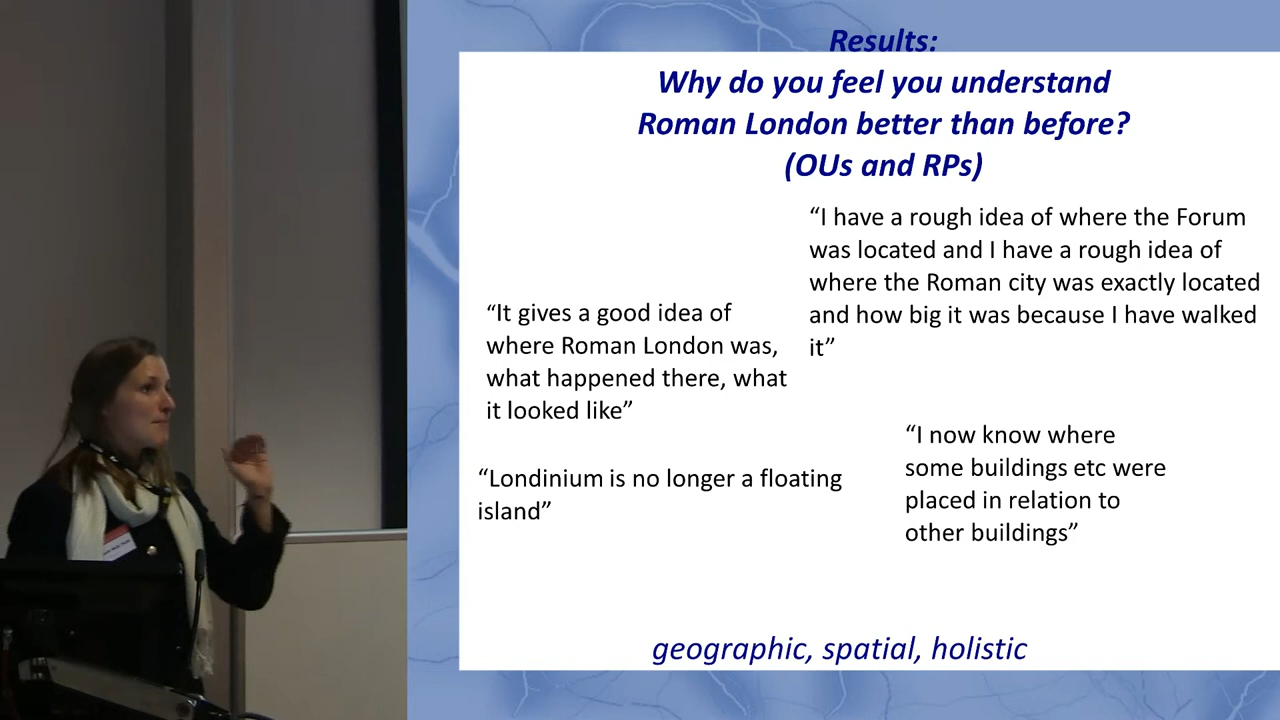 Results:
Why do you feel you understand
Roman London better than before?
(OUs and RPs)
“I have a rough idea of where the Forum
was located and I have a rough idea of
where the Roman city was exactly located
and how big it was because I have walked
it”
“It gives a good idea of
where Roman London was,
what happened there, what
it looked like”
“I now know where
some buildings etc were
placed in relation to
other buildings”
“Londinium is no longer a floating
island”
geographic, spatial, holistic